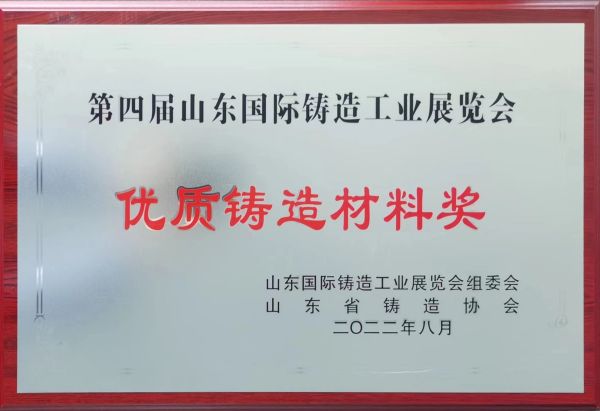 第四届山东国际铸造工业展览会
优质铸造材料奖
山东国际铸造工业展览会组委会
山东省铸造协会
二〇二二年八月